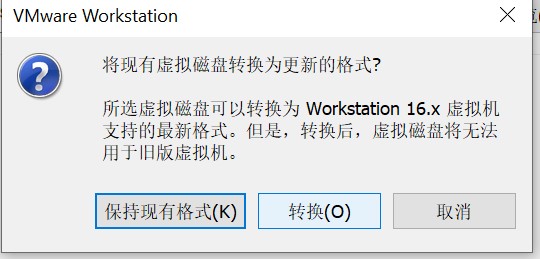 VMware Workstation
将现有虚拟磁盘转换为更新的格式?
所选虚拟磁盘可以转换为 Workstation 16.x 虚拟机
支持的最新格式。但是，转换后，虚拟磁盘将无法
用于旧版虚拟机。
保持现有格式(K)
转换(O)
取消